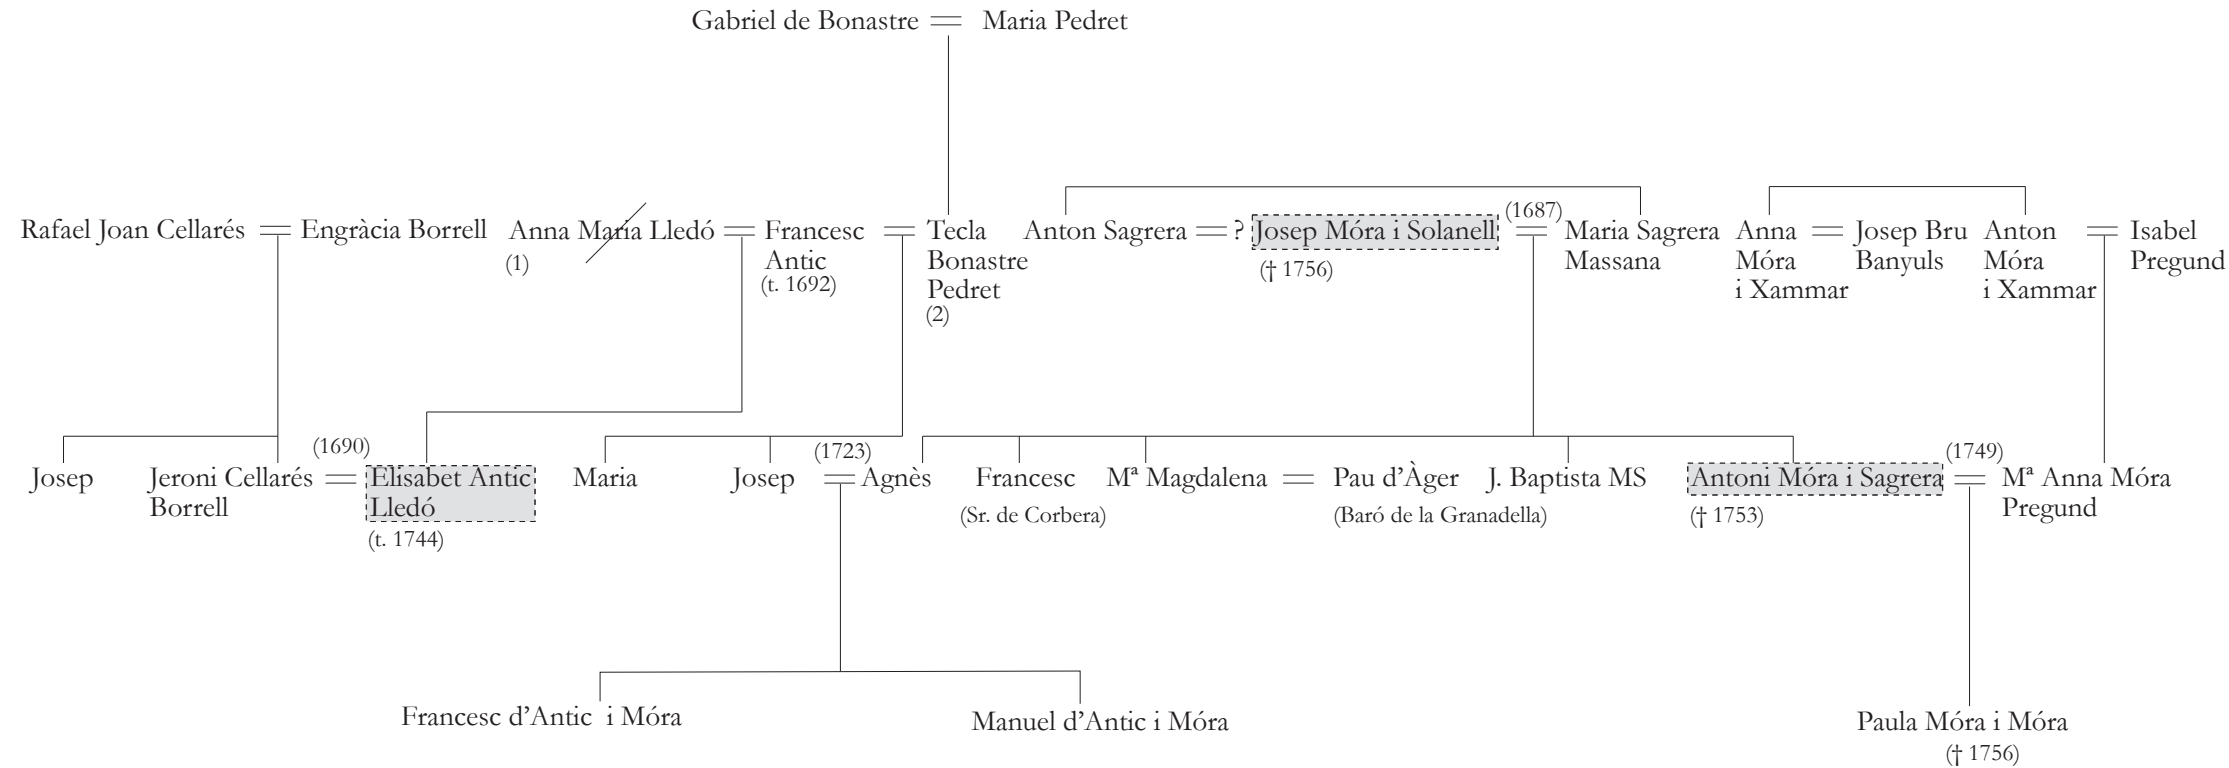 Gabriel de Bonastre Maria Pedret
(1687)
Rafael Joan Cellarés Engràcia Borrell Anna Maria Lledó Francesc Tecla Anton Sagrera ? Josep Móra i Solanell Maria Sagrera Anna Josep Bru Anton Isabel
(1) Antic Bonastre († 1756) Massana Móra Banyuls Móra Pregund
(t. 1692) Pedret i Xammar i Xammar
(2)
(1690) (1723) (1749)
Josep Jeroni Cellarés Elisabet Antic Maria Josep Agnès Francesc Mª Magdalena Pau d’Àger J. Baptista MS Antoni Móra i Sagrera Mª Anna Móra
Borrell Lledó (Sr. de Corbera) (Baró de la Granadella) († 1753) Pregund
(t. 1744)
Francesc d’Antic i Móra Manuel d’Antic i Móra Paula Móra i Móra
(† 1756)